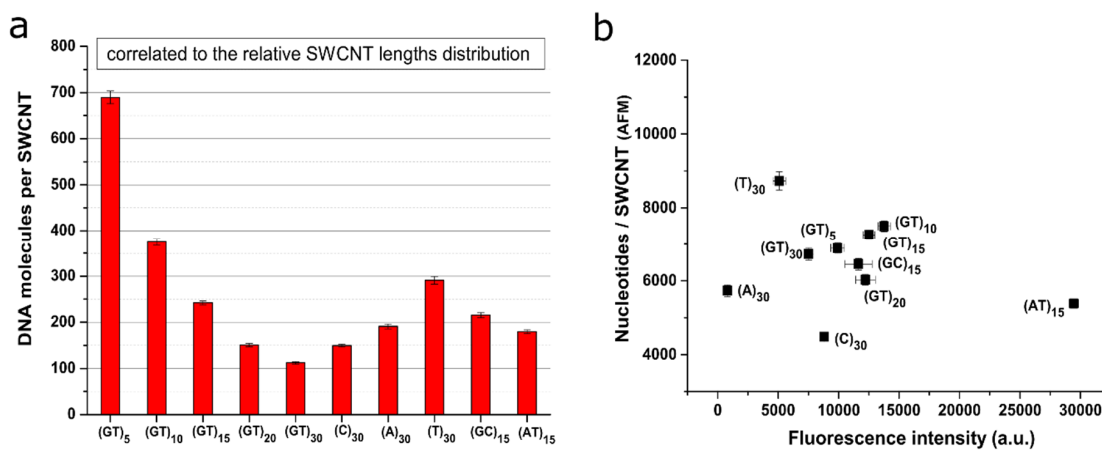 a
correlated to the relative SWCNT lengths distribution
DNA molecules per SWCNT
800
700
600
500
400
300
200
100
0
(GT)5 (GT)10 (GT)15 (GT)20 (GT)30 (C)30 (A)30 (T)30 (GC)15 (AT)15
b
Nucleotides / SWCNT (AFM)
12000
10000
8000
6000
4000
(T)30
(GT)10
(GT)5
(GT)15
(GT)30
(GC)15
(GT)20
(A)30
(AT)15
(C)30
0 5000 10000 15000 20000 25000 30000
Fluorescence intensity (a.u.)